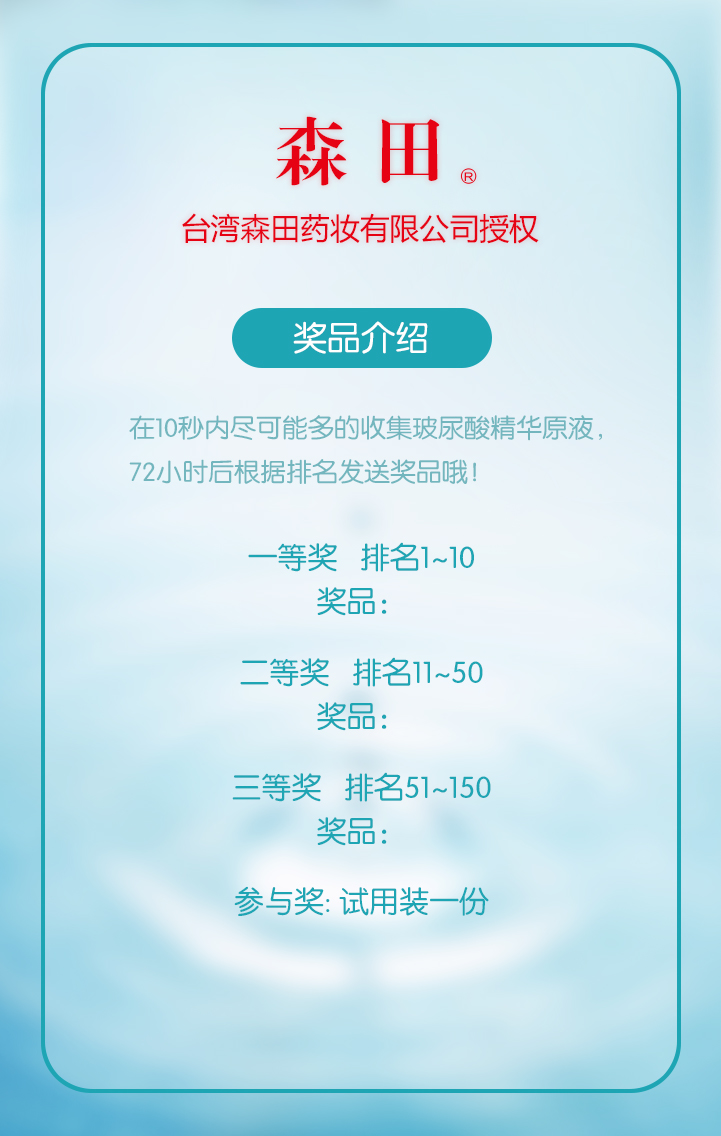 森田®
台湾森田药妆有限公司授权
奖品介绍
在10秒内尽可能多的收集玻尿酸精华原液，
72小时后根据排名发送奖品哦！
一等奖 排名1~10
奖品：
二等奖 排名11~50
奖品：
三等奖 排名51~150
奖品：
参与奖: 试用装一份